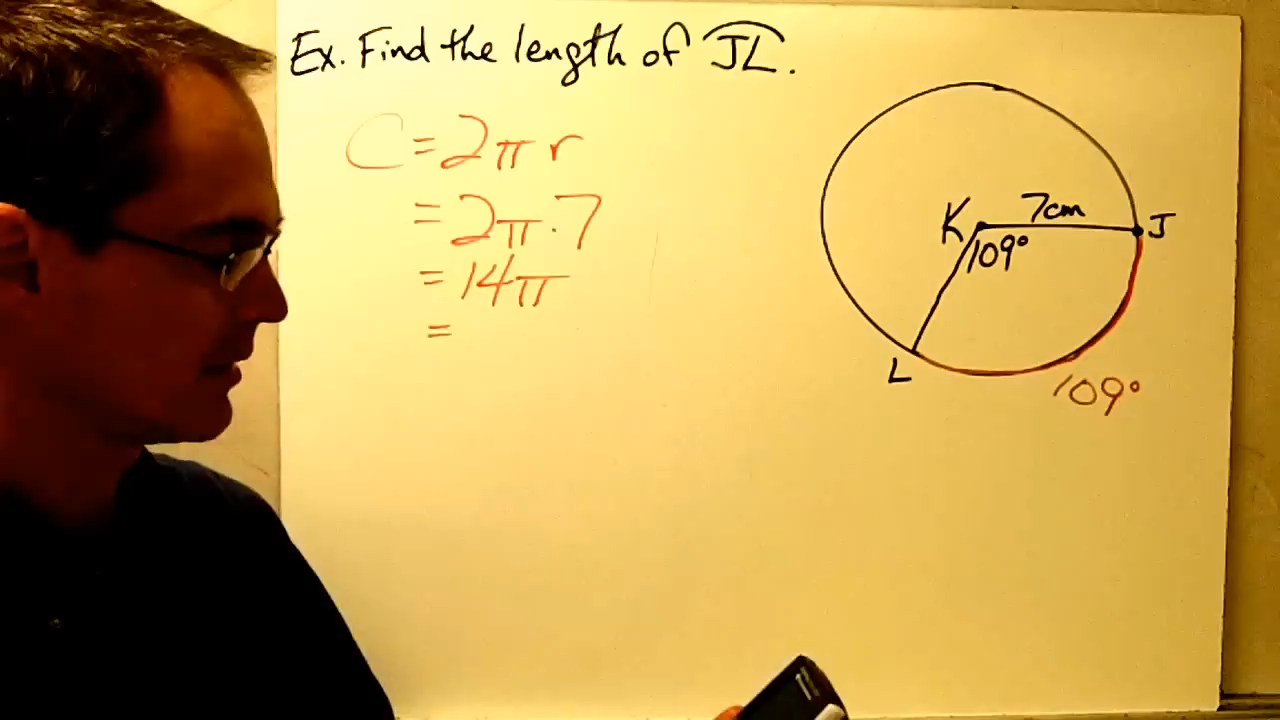 Ex. Find the length of JL.
C = 2π r
= 2π · 7
= 14π
=
K
7cm
J
109°
L
109°